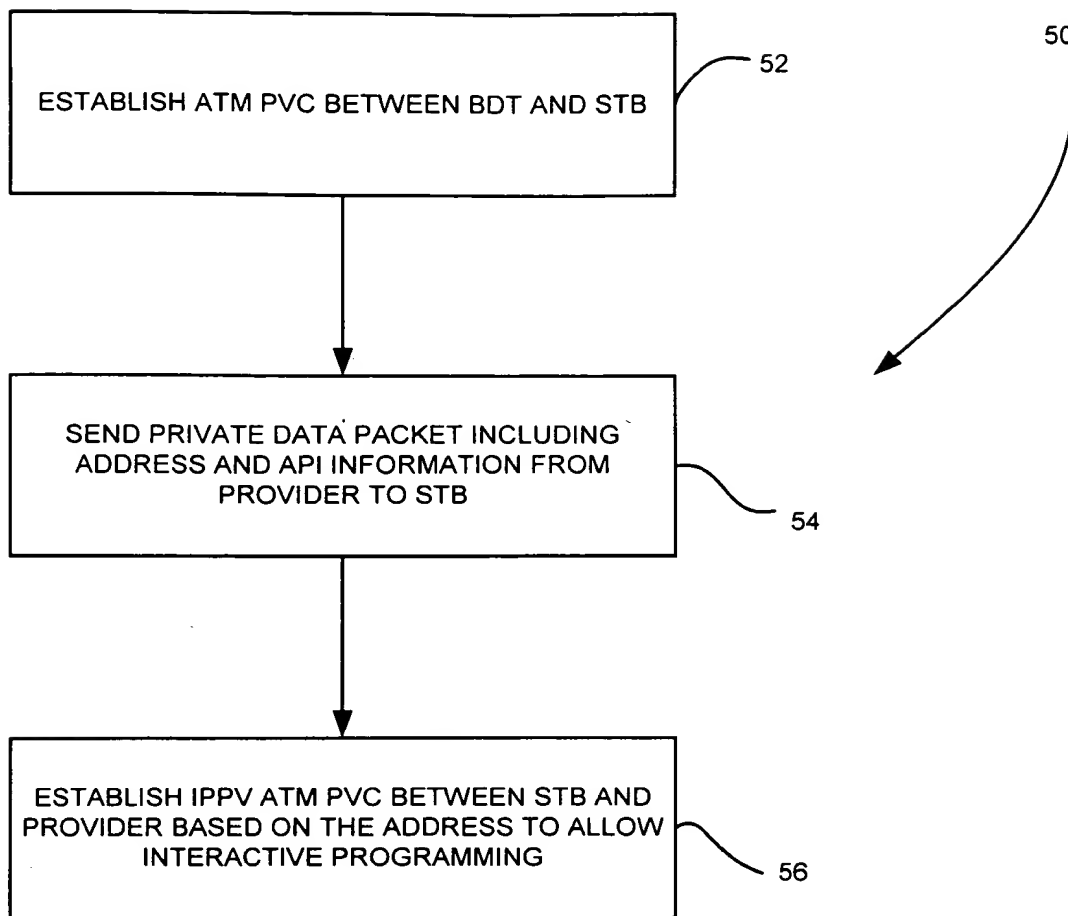 50
52
ESTABLISH ATM PVC BETWEEN BDT AND STB
SEND PRIVATE DATA PACKET INCLUDING
ADDRESS AND API INFORMATION FROM
PROVIDER TO STB
54
ESTABLISH IPPV ATM PVC BETWEEN STB AND
PROVIDER BASED ON THE ADDRESS TO ALLOW
INTERACTIVE PROGRAMMING
56